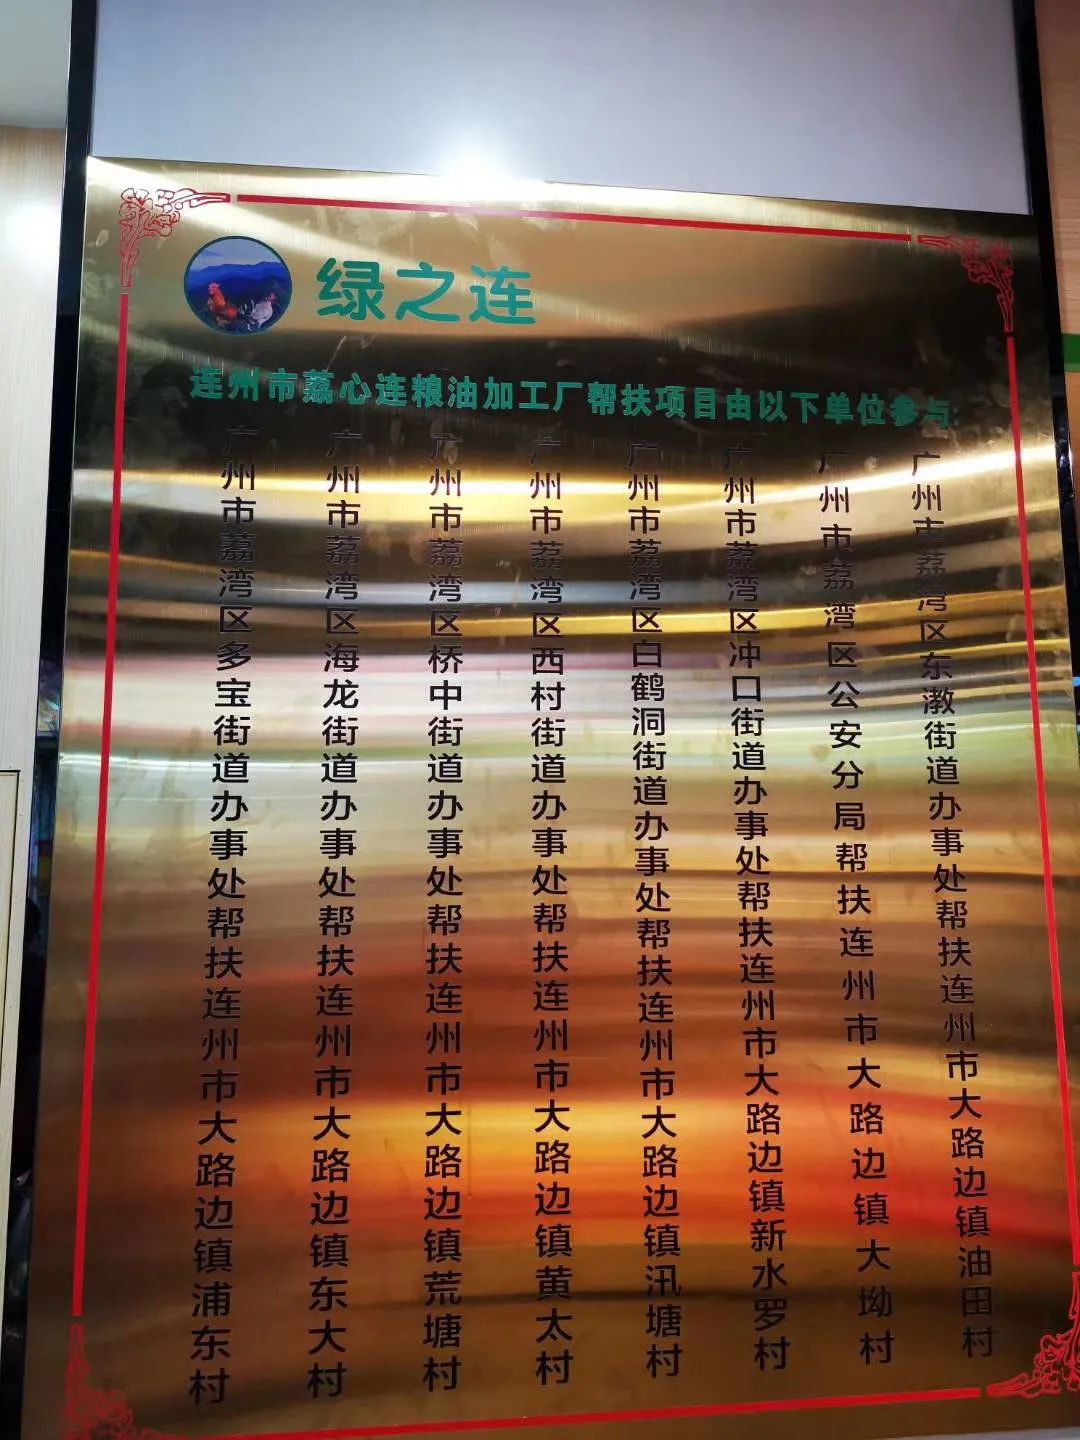 绿之连
连州市荔心连粮油加工厂帮扶项目由以下单位参与:
广州市荔湾区多宝街道办事处帮扶连州市大路边镇浦东村
广州市荔湾区海龙街道办事处帮扶连州市大路边镇东大村
广州市荔湾区桥中街道办事处帮扶连州市大路边镇荒塘村
广州市荔湾区西村街道办事处帮扶连州市大路边镇黄太村
广州市荔湾区白鹤洞街道办事处帮扶连州市大路边镇汛塘村
广州市荔湾区冲口街道办事处帮扶连州市大路边镇新水罗村
广州市荔湾区公安分局帮扶连州市大路边镇大坳村
广州市荔湾区东漖街道办事处帮扶连州市大路边镇油田村